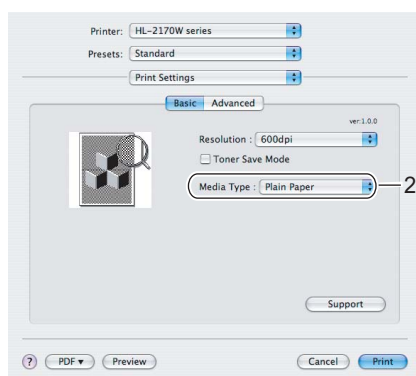 Printer: HL-2170W series
Presets: Standard
Print Settings
Basic Advanced
ver:1.0.0
Resolution : 600dpi
Toner Save Mode
Media Type : Plain Paper
2
Support
? PDF ▼ Preview Cancel Print